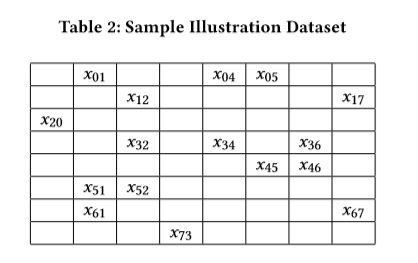 Table 2: Sample Illustration Dataset
x01 x04 x05
x12 x17
x20
x32 x34 x36
x45 x46
x51 x52
x61 x67
x73